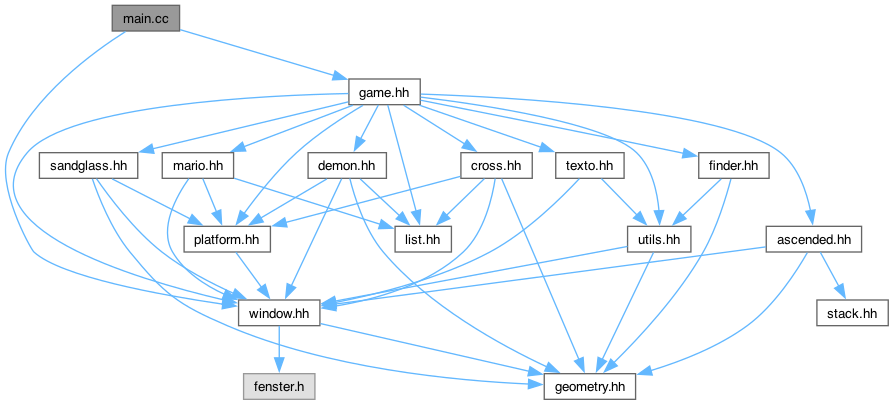 main.cc
game.hh
sandglass.hh
mario.hh
demon.hh
cross.hh
texto.hh
finder.hh
platform.hh
list.hh
utils.hh
ascended.hh
window.hh
stack.hh
fenster.h
geometry.hh